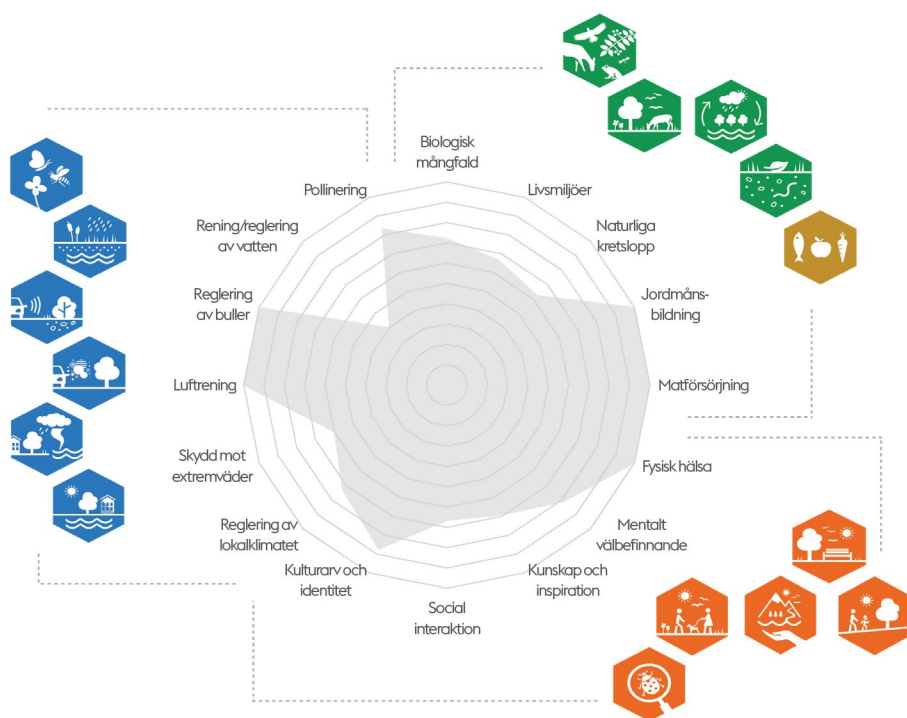 Biologisk
mångfald
Livsmiljöer
Naturliga
kretslopp
Jordmåns-
bildning
Matförsörjning
Fysisk hälsa
Mentalt
välbefinnande
Kunskap och
inspiration
Social
interaktion
Kulturarv och
identitet
Reglering av
lokalklimatet
Skydd mot
extremväder
Luftrening
Reglering
av buller
Rening/reglering
av vatten
Pollinering